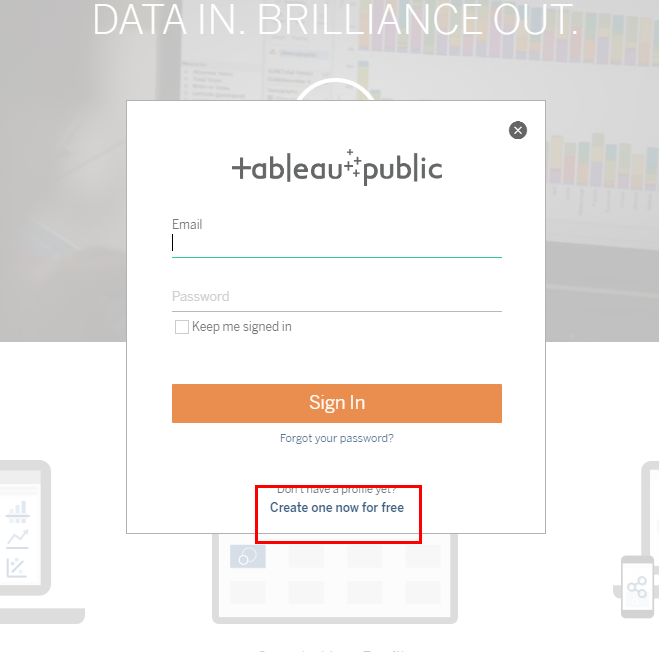 DATA IN. BRILLIANCE OUT.
+ableau public
Email
Password
Keep me signed in
Sign In
Forgot your password?
Don't have a profile yet?
Create one now for free